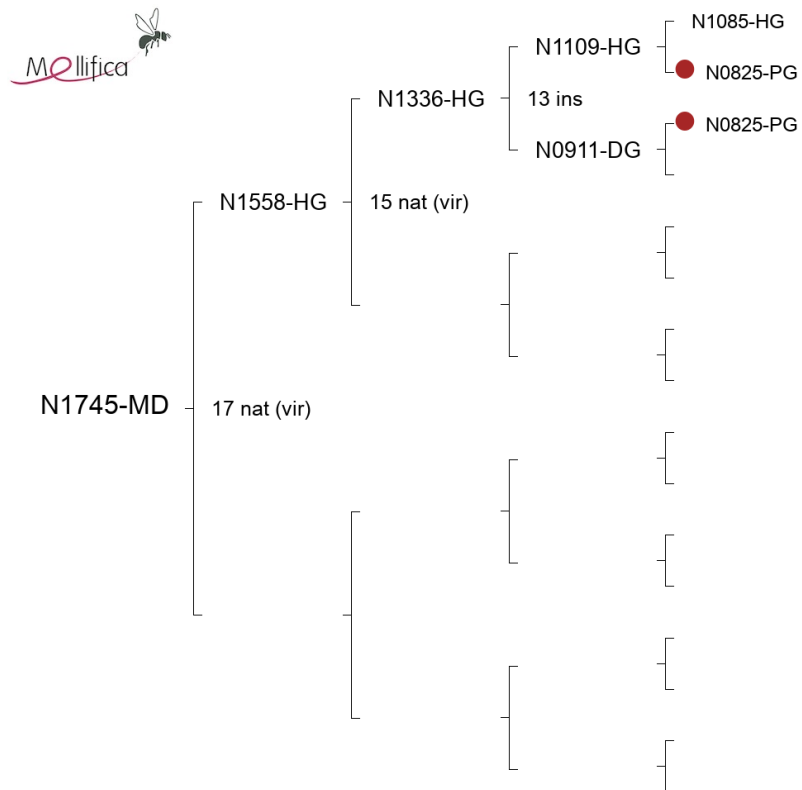 Mellifica
N1085-HG
N1109-HG
N0825-PG
N1336-HG
13 ins
N0825-PG
N0911-DG
N1558-HG
15 nat (vir)
N1745-MD
17 nat (vir)